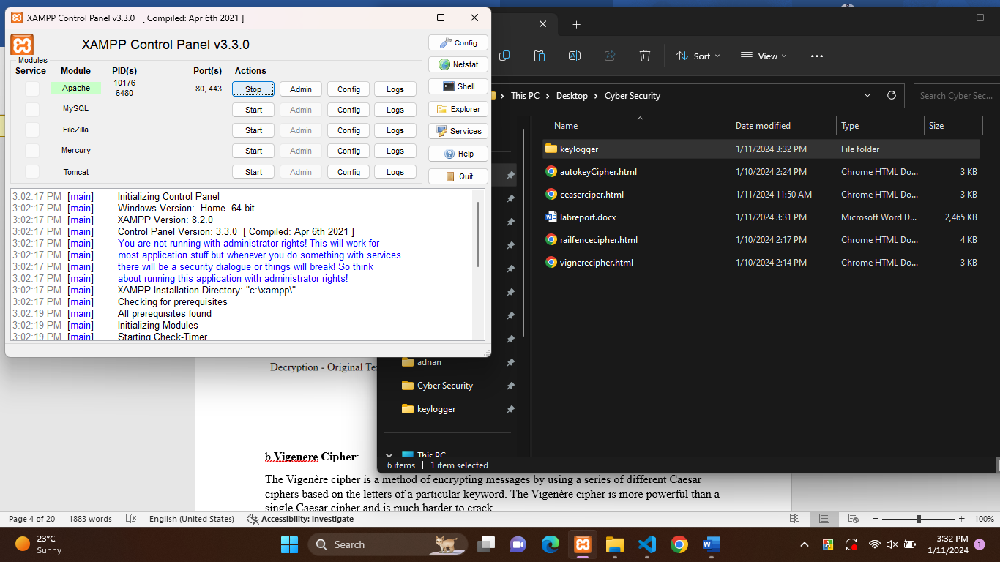 XAMPP Control Panel v3.3.0 [ Compiled: Apr 6th 2021 ]
XAMPP Control Panel v3.3.0
Modules
Service Module PID(s) Port(s) Actions
Apache 10176 6480 80, 443 Stop Admin Config Logs
MySQL Start Admin Config Logs
FileZilla Start Admin Config Logs
Mercury Start Admin Config Logs
Tomcat Start Admin Config Logs
Config
Netstat
Shell
Explorer
Services
Help
Quit
3:02:17 PM [main] Initializing Control Panel
3:02:17 PM [main] Windows Version: Home 64-bit
3:02:17 PM [main] XAMPP Version: 8.2.0
3:02:17 PM [main] Control Panel Version: 3.3.0 [ Compiled: Apr 6th 2021 ]
3:02:17 PM [main] You are not running with administrator rights! This will work for
3:02:17 PM [main] most application stuff but whenever you do something with services
3:02:17 PM [main] there will be a security dialogue or things will break! So think
3:02:17 PM [main] about running this application with administrator rights!
3:02:17 PM [main] XAMPP Installation Directory: "c:\xampp\"
3:02:17 PM [main] Checking for prerequisites
3:02:19 PM [main] All prerequisites found
3:02:19 PM [main] Initializing Modules
3:02:19 PM [main] Starting Check-Timer
Sort View
This PC Desktop Cyber Security
Search Cyber Sec...
Name Date modified Type Size
keylogger 1/11/2024 3:32 PM File folder
autokeyCipher.html 1/10/2024 2:24 PM Chrome HTML Do... 3 KB
ceaserciper.html 1/11/2024 11:50 AM Chrome HTML Do... 3 KB
labreport.docx 1/11/2024 3:31 PM Microsoft Word D... 2,465 KB
railfencecipher.html 1/10/2024 2:17 PM Chrome HTML Do... 4 KB
vignerecipher.html 1/10/2024 2:14 PM Chrome HTML Do... 3 KB
adnan
Cyber Security
keylogger
This PC
6 items 1 item selected
Decryption - Original Te
b.Vigenere Cipher:
The Vigenère cipher is a method of encrypting messages by using a series of different Caesar
ciphers based on the letters of a particular keyword. The Vigenère cipher is more powerful than a
single Caesar cipher and is much harder to crack
Page 4 of 20 1883 words English (United States) Accessibility: Investigate 100%
23°C
Sunny
Search
3:32 PM
1/11/2024
1